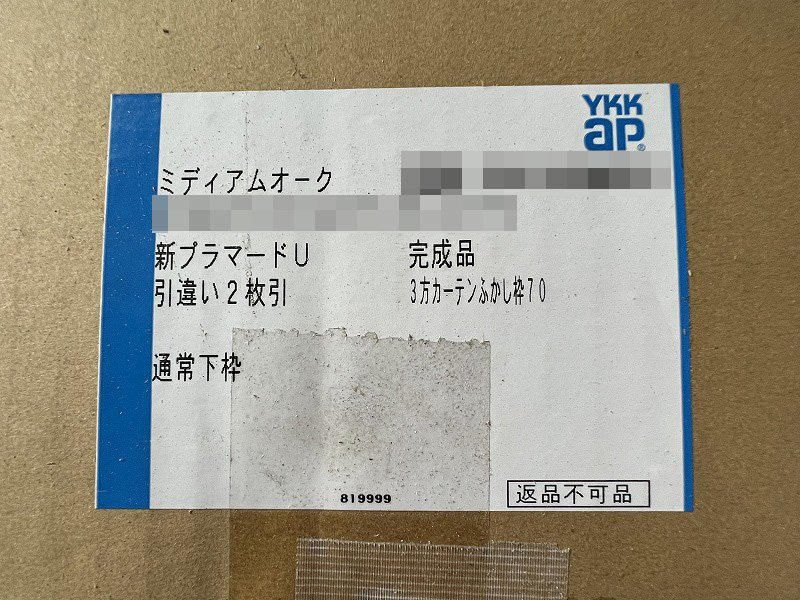 YKK
ap®
ミディアムオーク
新プラマードU 完成品
引違い2枚引 3方カーテンふかし枠70
通常下枠
819999
返品不可品